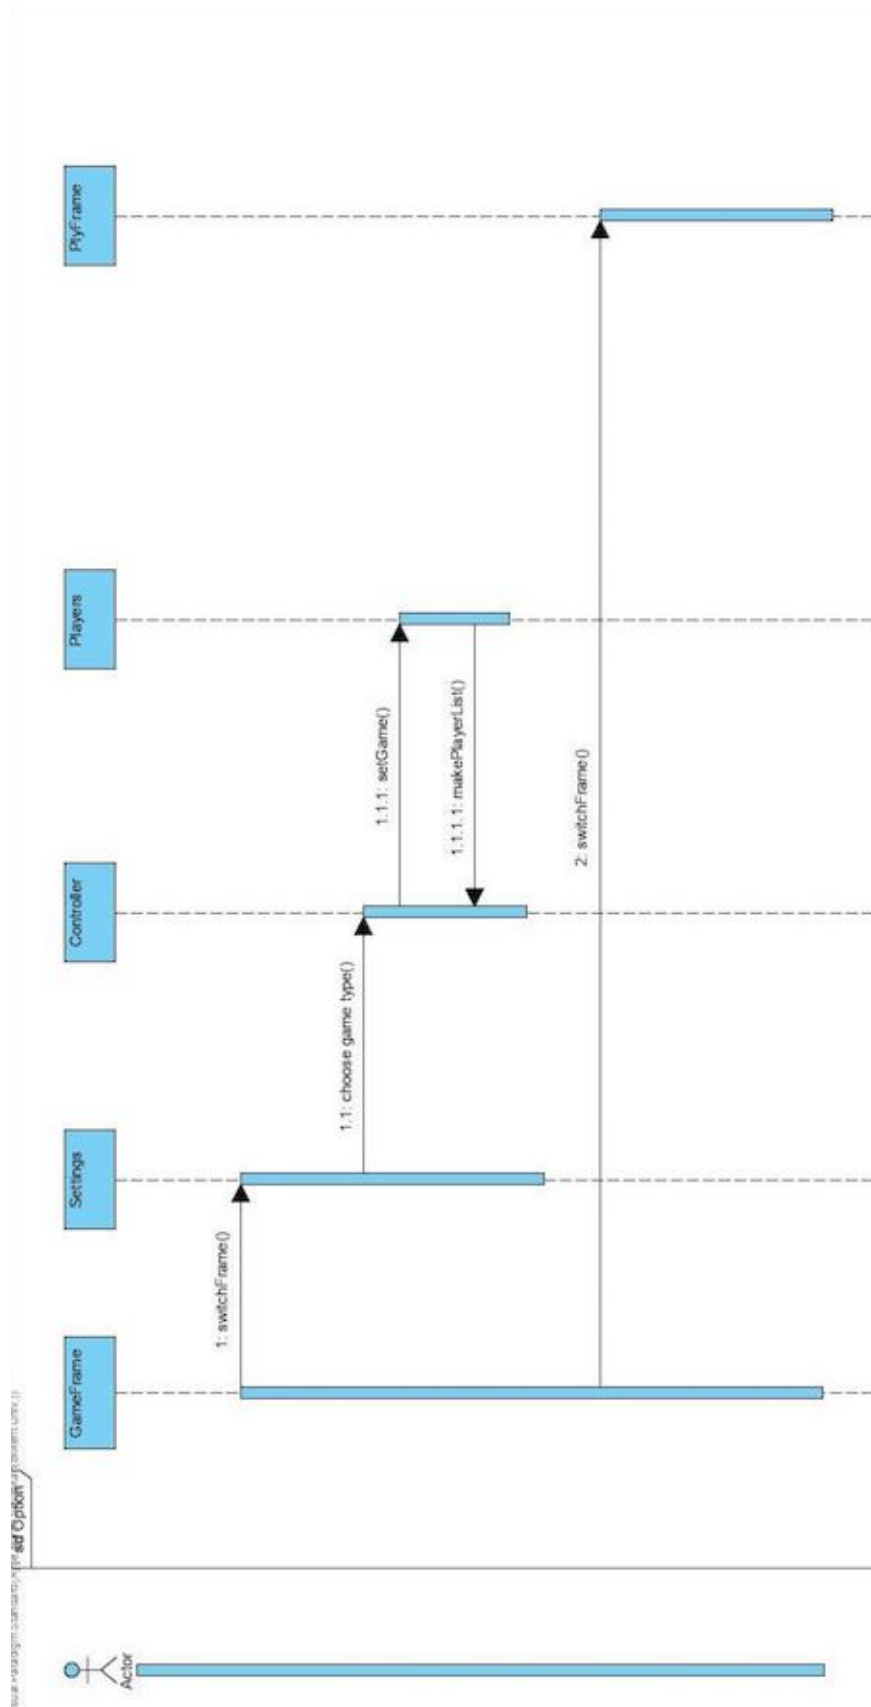 sd Option
Actor
GameFrame
Settings
Controller
Players
PlyFrame
1: switchFrame()
1.1: choose game type()
1.1.1: setGame()
1.1.1.1: makePlayerList()
2: switchFrame()